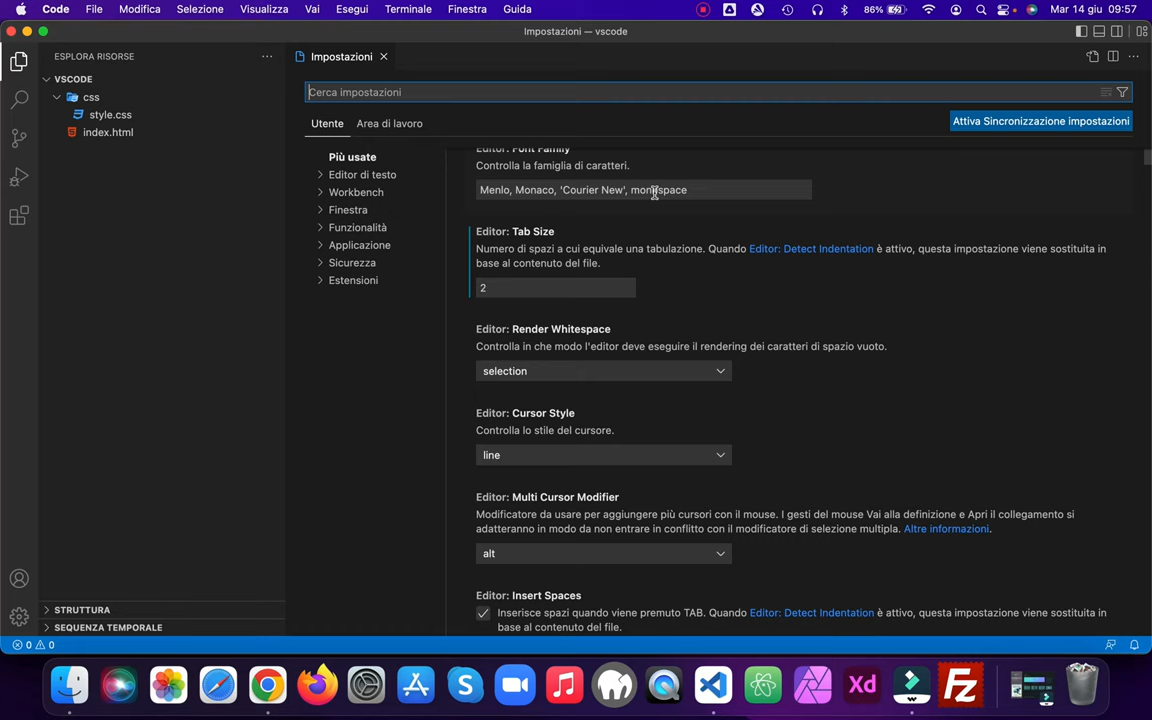 Code File Modifica Selezione Visualizza Vai Esegui Terminale Finestra Guida 86% Mar 14 giu 09:57
Impostazioni — vscode
ESPLORA RISORSE
Impostazioni
VSCODE
css
style.css
index.html
Cerca impostazioni
Utente Area di lavoro
Attiva Sincronizzazione impostazioni
Più usate
Editor di testo
Workbench
Finestra
Funzionalità
Applicazione
Sicurezza
Estensioni
Editor: Font Family
Controlla la famiglia di caratteri.
Menlo, Monaco, 'Courier New', monospace
Editor: Tab Size
Numero di spazi a cui equivale una tabulazione. Quando Editor: Detect Indentation è attivo, questa impostazione viene sostituita in
base al contenuto del file.
2
Editor: Render Whitespace
Controlla in che modo l'editor deve eseguire il rendering dei caratteri di spazio vuoto.
selection
Editor: Cursor Style
Controlla lo stile del cursore.
line
Editor: Multi Cursor Modifier
Modificatore da usare per aggiungere più cursori con il mouse. I gesti del mouse Vai alla definizione e Apri il collegamento si
adatteranno in modo da non entrare in conflitto con il modificatore di selezione multipla. Altre informazioni.
alt
Editor: Insert Spaces
Inserisce spazi quando viene premuto TAB. Quando Editor: Detect Indentation è attivo, questa impostazione viene sostituita in
base al contenuto del file.
STRUTTURA
SEQUENZA TEMPORALE
0 0
S
Xd
Fz